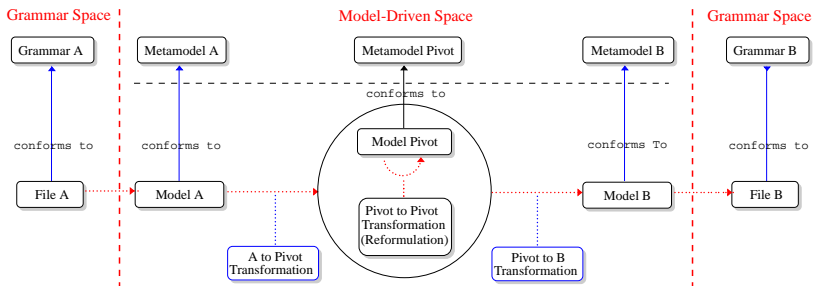 Grammar Space
Model-Driven Space
Grammar Space
Grammar A
Metamodel A
Metamodel Pivot
Metamodel B
Grammar B
conforms to
conforms to
conforms to
conforms To
conforms to
Model Pivot
File A
Model A
Pivot to Pivot
Transformation
(Reformulation)
Model B
File B
A to Pivot
Transformation
Pivot to B
Transformation